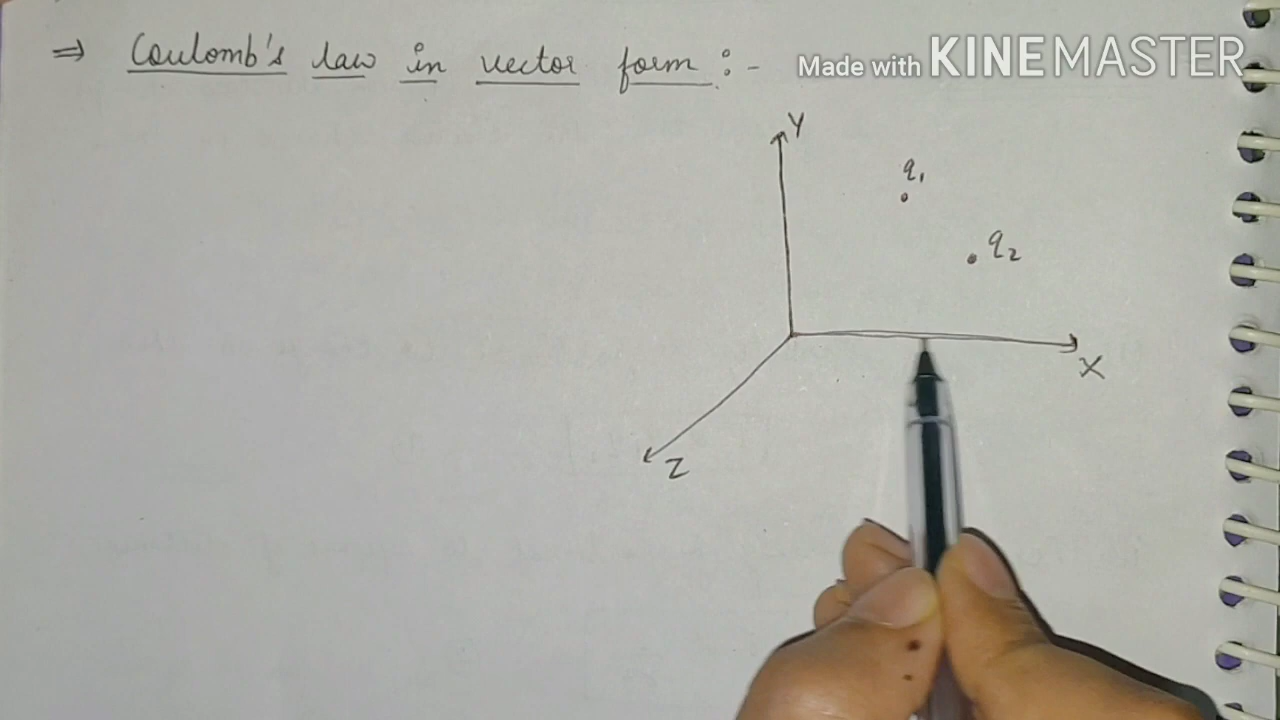 ⇒ Coulomb's law in vector form :-
Made with KINEMASTER
Y
q₁
q₂
X
Z